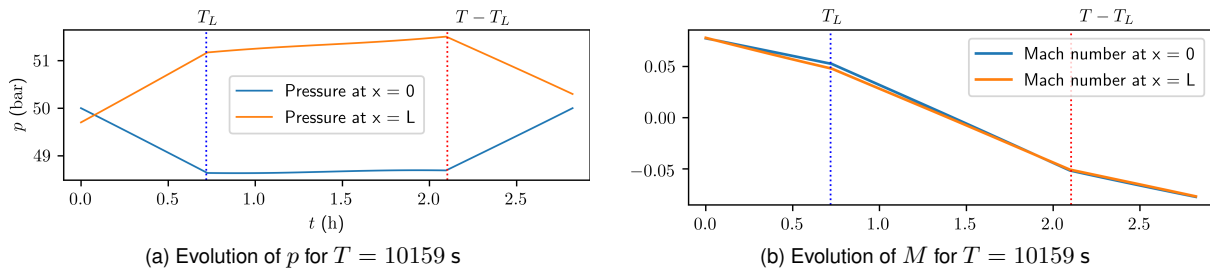 T_L
T − T_L
51
50
49
p (bar)
Pressure at x = 0
Pressure at x = L
0.0 0.5 1.0 1.5 2.0 2.5
t (h)
(a) Evolution of p for T = 10159 s
T_L
T − T_L
0.05
0.00
−0.05
Mach number at x = 0
Mach number at x = L
0.0 0.5 1.0 1.5 2.0 2.5
t (h)
(b) Evolution of M for T = 10159 s